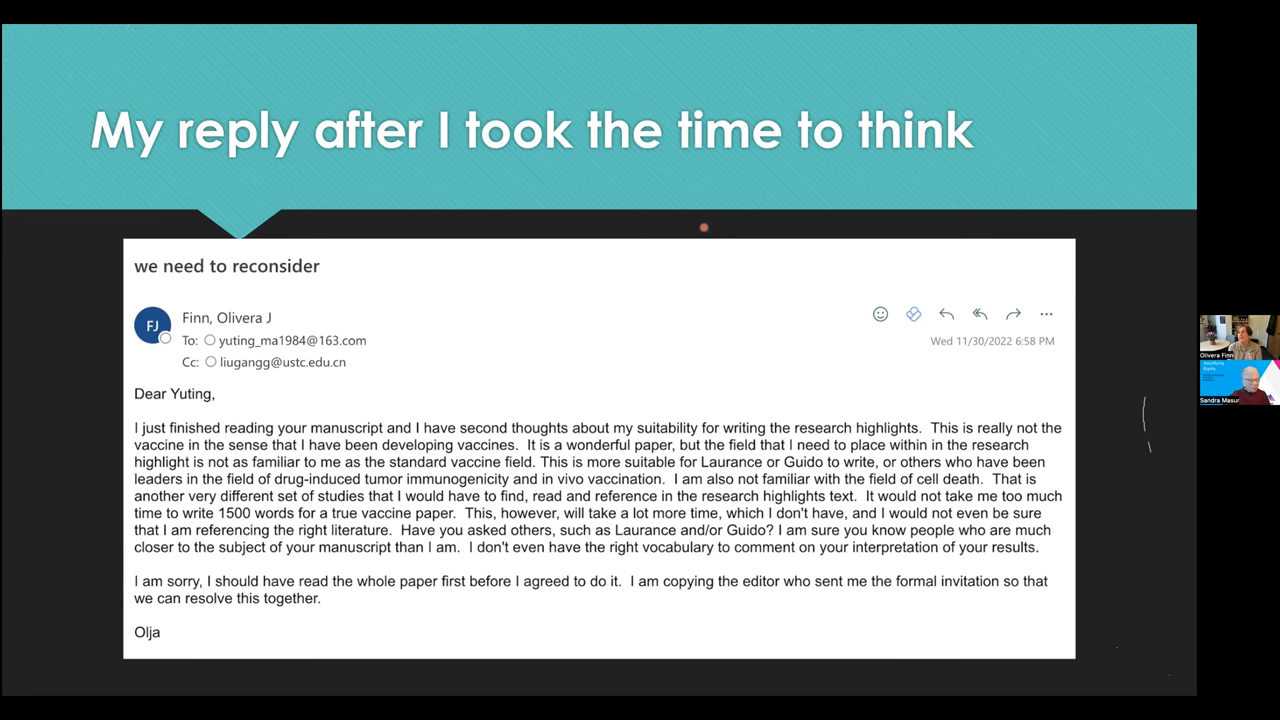 My reply after I took the time to think
we need to reconsider
FJ
Finn, Olivera J
To: yuting_ma1984@163.com
Wed 11/30/2022 6:58 PM
Cc: liugangg@ustc.edu.cn
Dear Yuting,
I just finished reading your manuscript and I have second thoughts about my suitability for writing the research highlights. This is really not the
vaccine in the sense that I have been developing vaccines. It is a wonderful paper, but the field that I need to place within in the research
highlight is not as familiar to me as the standard vaccine field. This is more suitable for Laurance or Guido to write, or others who have been
leaders in the field of drug-induced tumor immunogenicity and in vivo vaccination. I am also not familiar with the field of cell death. That is
another very different set of studies that I would have to find, read and reference in the research highlights text. It would not take me too much
time to write 1500 words for a true vaccine paper. This, however, will take a lot more time, which I don't have, and I would not even be sure
that I am referencing the right literature. Have you asked others, such as Laurance and/or Guido? I am sure you know people who are much
closer to the subject of your manuscript than I am. I don't even have the right vocabulary to comment on your interpretation of your results.
I am sorry, I should have read the whole paper first before I agreed to do it. I am copying the editor who sent me the formal invitation so that
we can resolve this together.
Olja
Olivera Finn
Amplifying
Equity
Sandra Masur